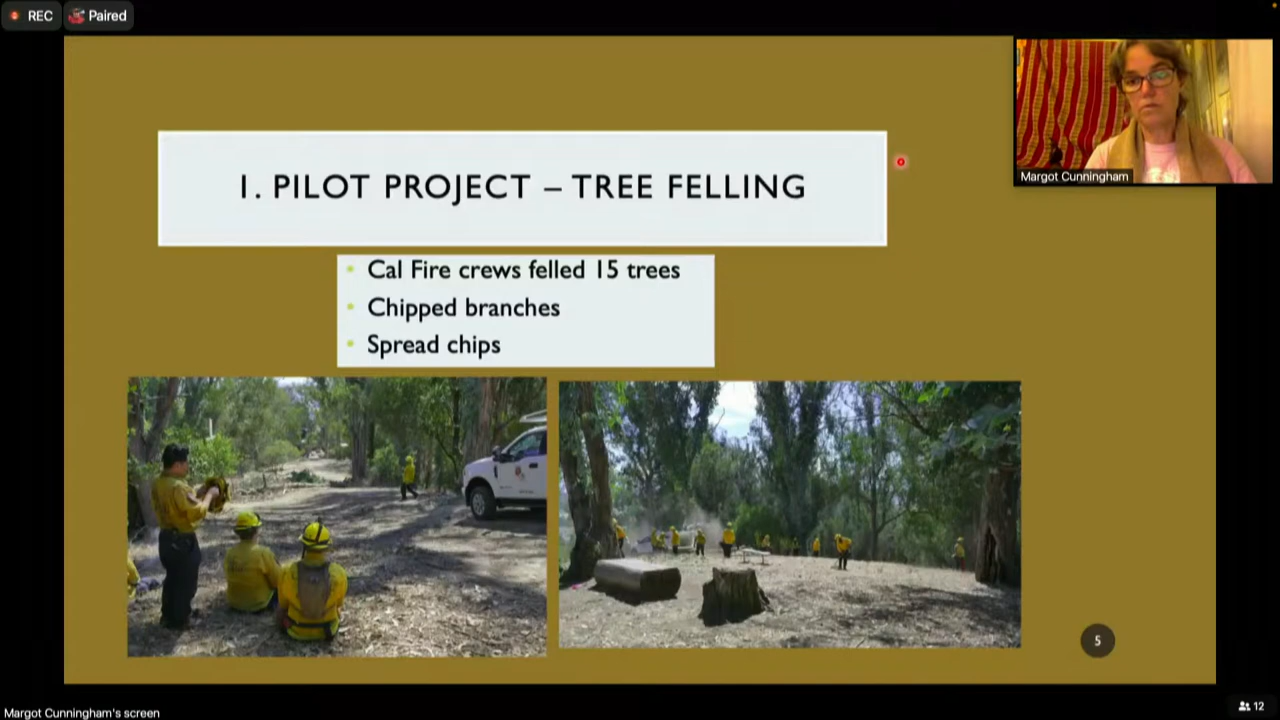 REC
Paired
Margot Cunningham
1. PILOT PROJECT – TREE FELLING
Cal Fire crews felled 15 trees
Chipped branches
Spread chips
5
Margot Cunningham's screen
12